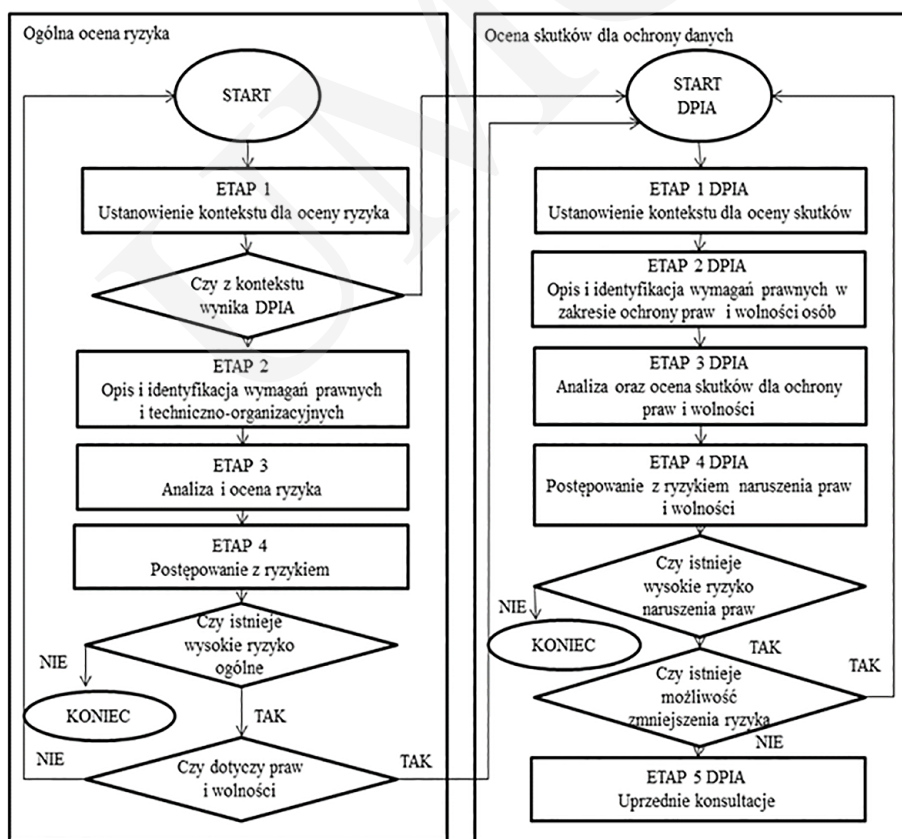 Ogólna ocena ryzyka
START
ETAP 1
Ustanowienie kontekstu dla oceny ryzyka
Czy z kontekstu
wynika DPIA
ETAP 2
Opis i identyfikacja wymagań prawnych
i techniczno-organizacyjnych
ETAP 3
Analiza i ocena ryzyka
ETAP 4
Postępowanie z ryzykiem
Czy istnieje
wysokie ryzyko
ogólne
NIE
KONIEC
TAK
NIE
Czy dotyczy praw
i wolności
TAK
Ocena skutków dla ochrony danych
START
DPIA
ETAP 1 DPIA
Ustanowienie kontekstu dla oceny skutków
ETAP 2 DPIA
Opis i identyfikacja wymagań prawnych w
zakresie ochrony praw i wolności osób
ETAP 3 DPIA
Analiza oraz ocena skutków dla ochrony
praw i wolności
ETAP 4 DPIA
Postępowanie z ryzykiem naruszenia praw
i wolności
Czy istnieje
wysokie ryzyko
naruszenia praw
NIE
KONIEC
TAK
Czy istnieje
możliwość
zmniejszenia ryzyka
TAK
NIE
ETAP 5 DPIA
Uprzednie konsultacje